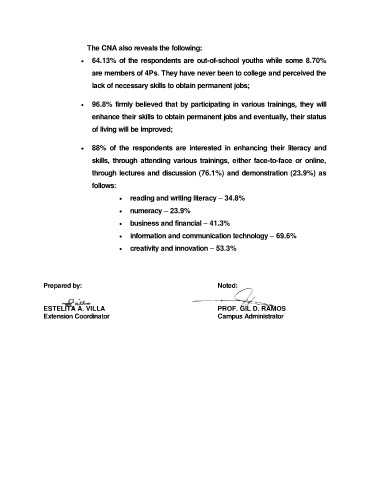 The CNA also reveals the following:
• 64.13% of the respondents are out-of-school youths while some 8.70%
are members of 4Ps. They have never been to college and perceived the
lack of necessary skills to obtain permanent jobs;
• 96.8% firmly believed that by participating in various trainings, they will
enhance their skills to obtain permanent jobs and eventually, their status
of living will be improved;
• 88% of the respondents are interested in enhancing their literacy and
skills, through attending various trainings, either face-to-face or online,
through lectures and discussion (76.1%) and demonstration (23.9%) as
follows:
• reading and writing literacy – 34.8%
• numeracy – 23.9%
• business and financial – 41.3%
• information and communication technology – 69.6%
• creativity and innovation – 53.3%
Prepared by: Noted:
ESTELITA A. VILLA PROF. GIL D. RAMOS
Extension Coordinator Campus Administrator